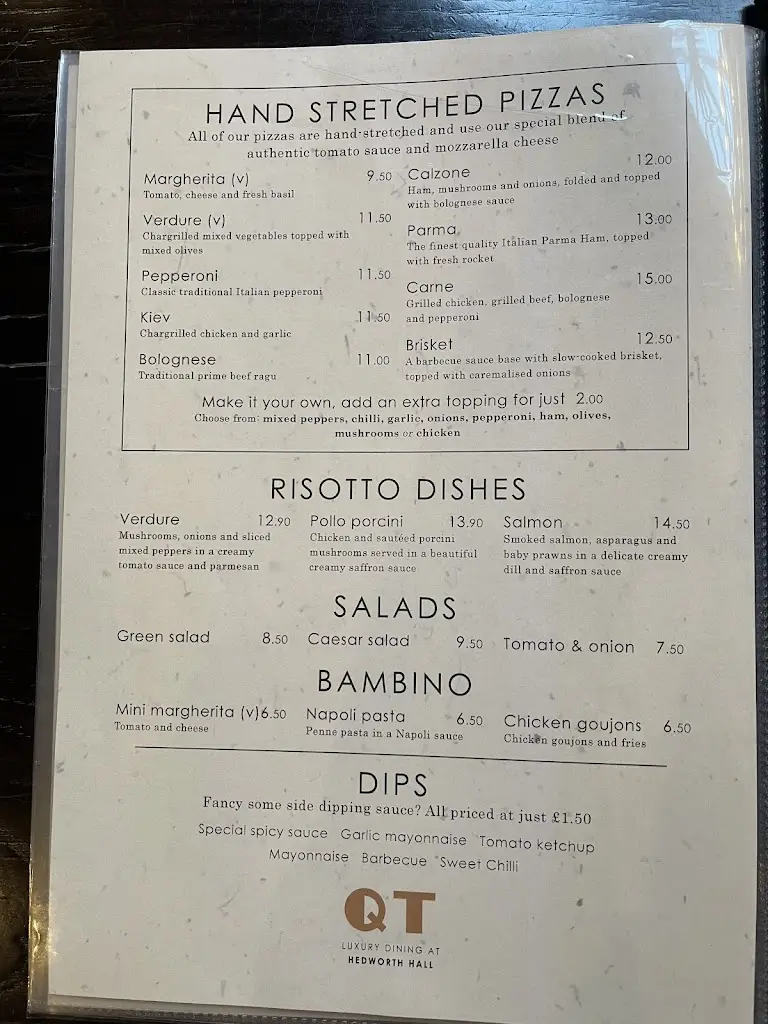 HAND STRETCHED PIZZAS
All of our pizzas are hand-stretched and use our special blend of
authentic tomato sauce and mozzarella cheese
Margherita (v) 9.50
Tomato, cheese and fresh basil
Verdure (v) 11.50
Chargrilled mixed vegetables topped with
mixed olives
Pepperoni 11.50
Classic traditional Italian pepperoni
Kiev 11.50
Chargrilled chicken and garlic
Bolognese 11.00
Traditional prime beef ragu
Calzone 12.00
Ham, mushrooms and onions, folded and topped
with bolognese sauce
Parma 13.00
The finest quality Italian Parma Ham, topped
with fresh rocket
Carne 15.00
Grilled chicken, grilled beef, bolognese
and pepperoni
Brisket 12.50
A barbecue sauce base with slow-cooked brisket,
topped with caremalised onions
Make it your own, add an extra topping for just 2.00
Choose from: mixed peppers, chilli, garlic, onions, pepperoni, ham, olives,
mushrooms or chicken
RISOTTO DISHES
Verdure 12.90
Mushrooms, onions and sliced
mixed peppers in a creamy
tomato sauce and parmesan
Pollo porcini 13.90
Chicken and sautéed porcini
mushrooms served in a beautiful
creamy saffron sauce
Salmon 14.50
Smoked salmon, asparagus and
baby prawns in a delicate creamy
dill and saffron sauce
SALADS
Green salad 8.50 Caesar salad 9.50 Tomato & onion 7.50
BAMBINO
Mini margherita (v) 6.50
Tomato and cheese
Napoli pasta 6.50
Penne pasta in a Napoli sauce
Chicken goujons 6.50
Chicken goujons and fries
DIPS
Fancy some side dipping sauce? All priced at just £1.50
Special spicy sauce Garlic mayonnaise Tomato ketchup
Mayonnaise Barbecue Sweet Chilli
QT
LUXURY DINING AT
HEDWORTH HALL